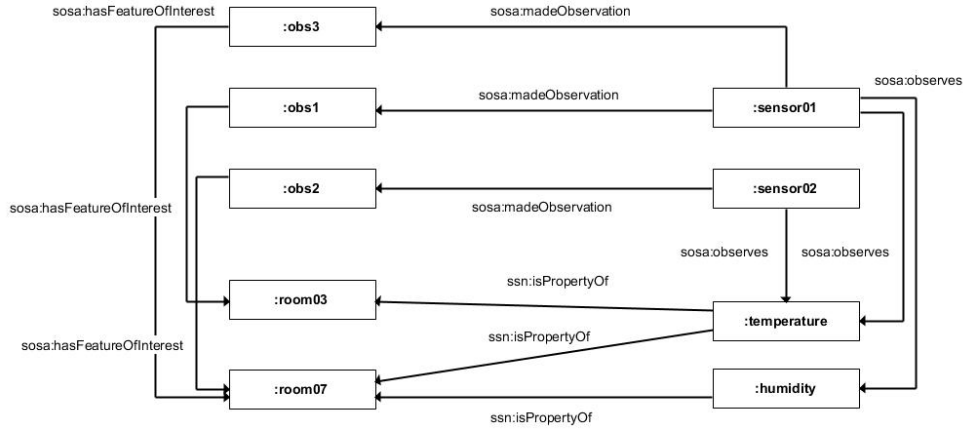 sosa:hasFeatureOfInterest
:obs3
sosa:madeObservation
sosa:observes
:obs1
sosa:madeObservation
:sensor01
:obs2
:sensor02
sosa:hasFeatureOfInterest
sosa:madeObservation
sosa:observes
sosa:observes
ssn:isPropertyOf
:room03
:temperature
ssn:isPropertyOf
sosa:hasFeatureOfInterest
:room07
:humidity
ssn:isPropertyOf